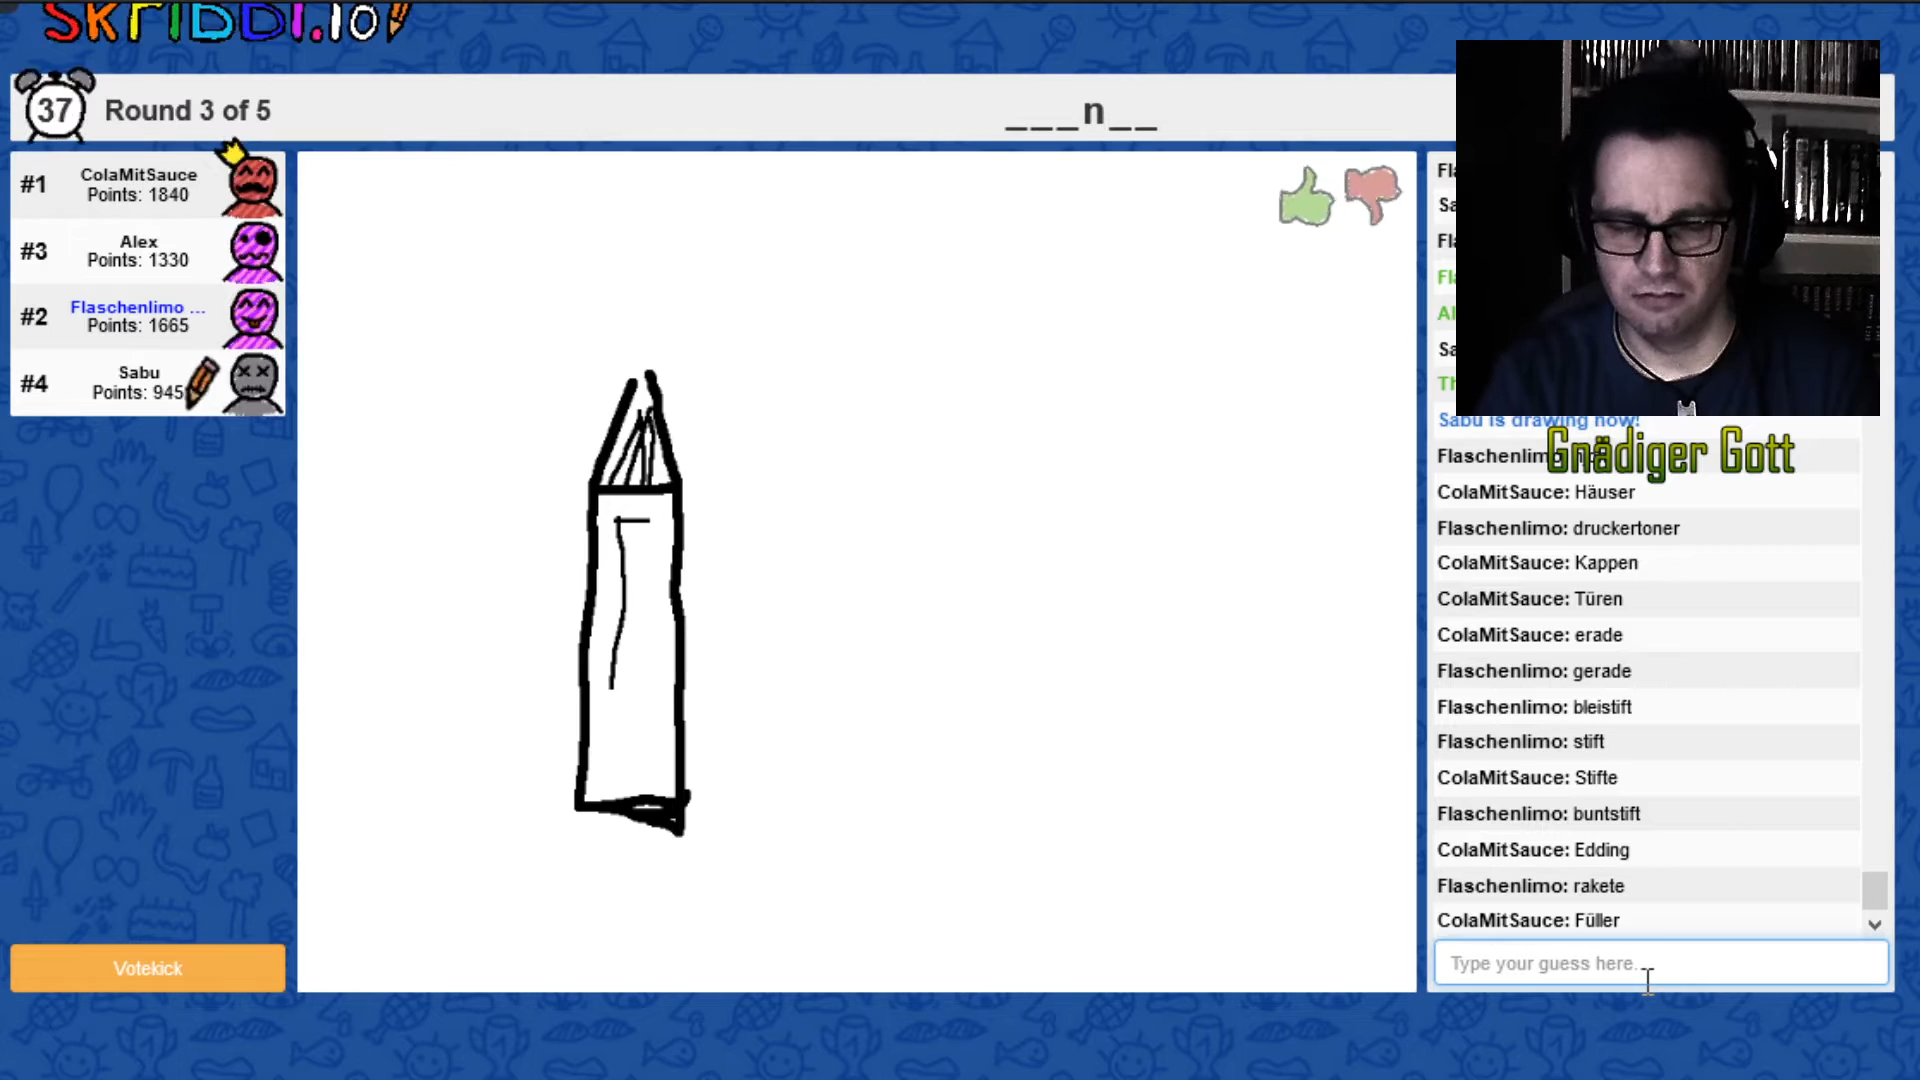 SKRIBBL.IO
37
Round 3 of 5
___n__
#1
ColaMitSauce
Points: 1840
#3
Alex
Points: 1330
#2
Flaschenlimo ...
Points: 1665
#4
Sabu
Points: 945
Votekick
Sabu is drawing now!
Gnädiger Gott
Flaschenlimo:
ColaMitSauce: Häuser
Flaschenlimo: druckertoner
ColaMitSauce: Kappen
ColaMitSauce: Türen
ColaMitSauce: erade
Flaschenlimo: gerade
Flaschenlimo: bleistift
Flaschenlimo: stift
ColaMitSauce: Stifte
Flaschenlimo: buntstift
ColaMitSauce: Edding
Flaschenlimo: rakete
ColaMitSauce: Füller
Type your guess here...